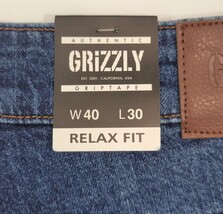 AUTHENTIC
GRiZZLY
EST. 2001 · CALIFORNIA, USA
GRIPTAPE
W40 L30
RELAX FIT